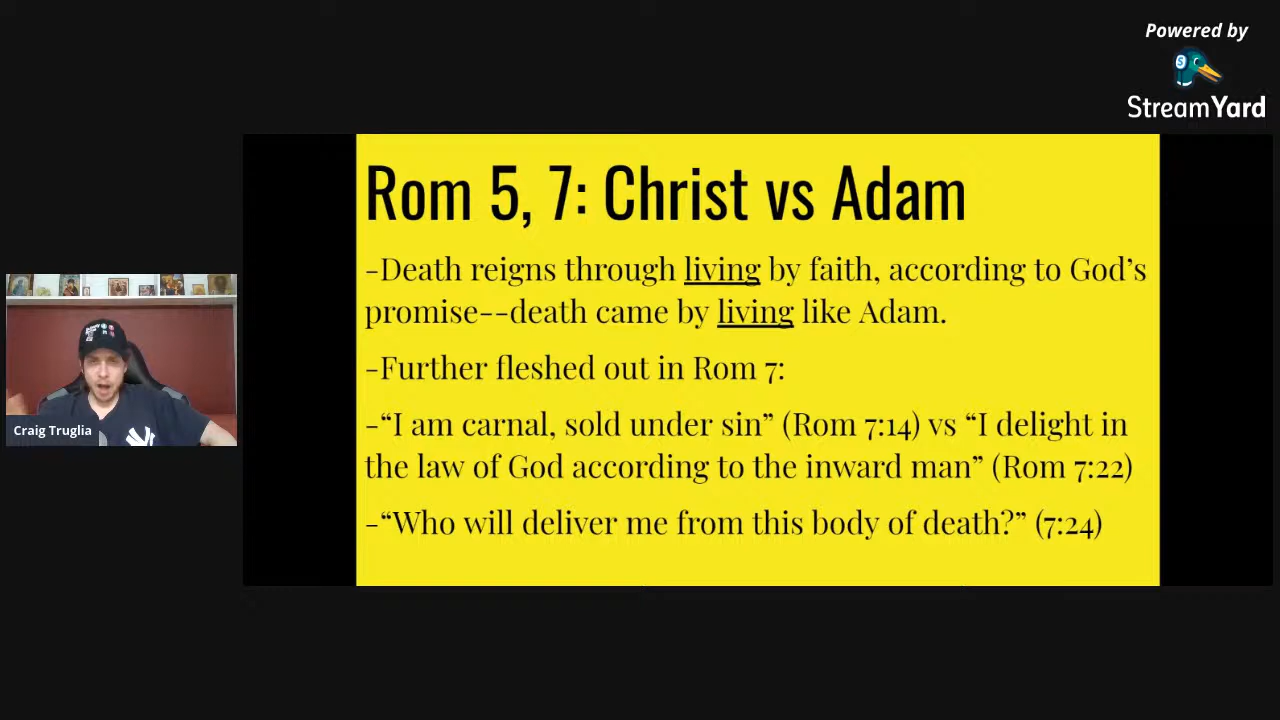 Powered by
StreamYard
Rom 5, 7: Christ vs Adam
-Death reigns through living by faith, according to God’s
promise--death came by living like Adam.
-Further fleshed out in Rom 7:
-“I am carnal, sold under sin” (Rom 7:14) vs “I delight in
the law of God according to the inward man” (Rom 7:22)
-“Who will deliver me from this body of death?” (7:24)
Craig Truglia